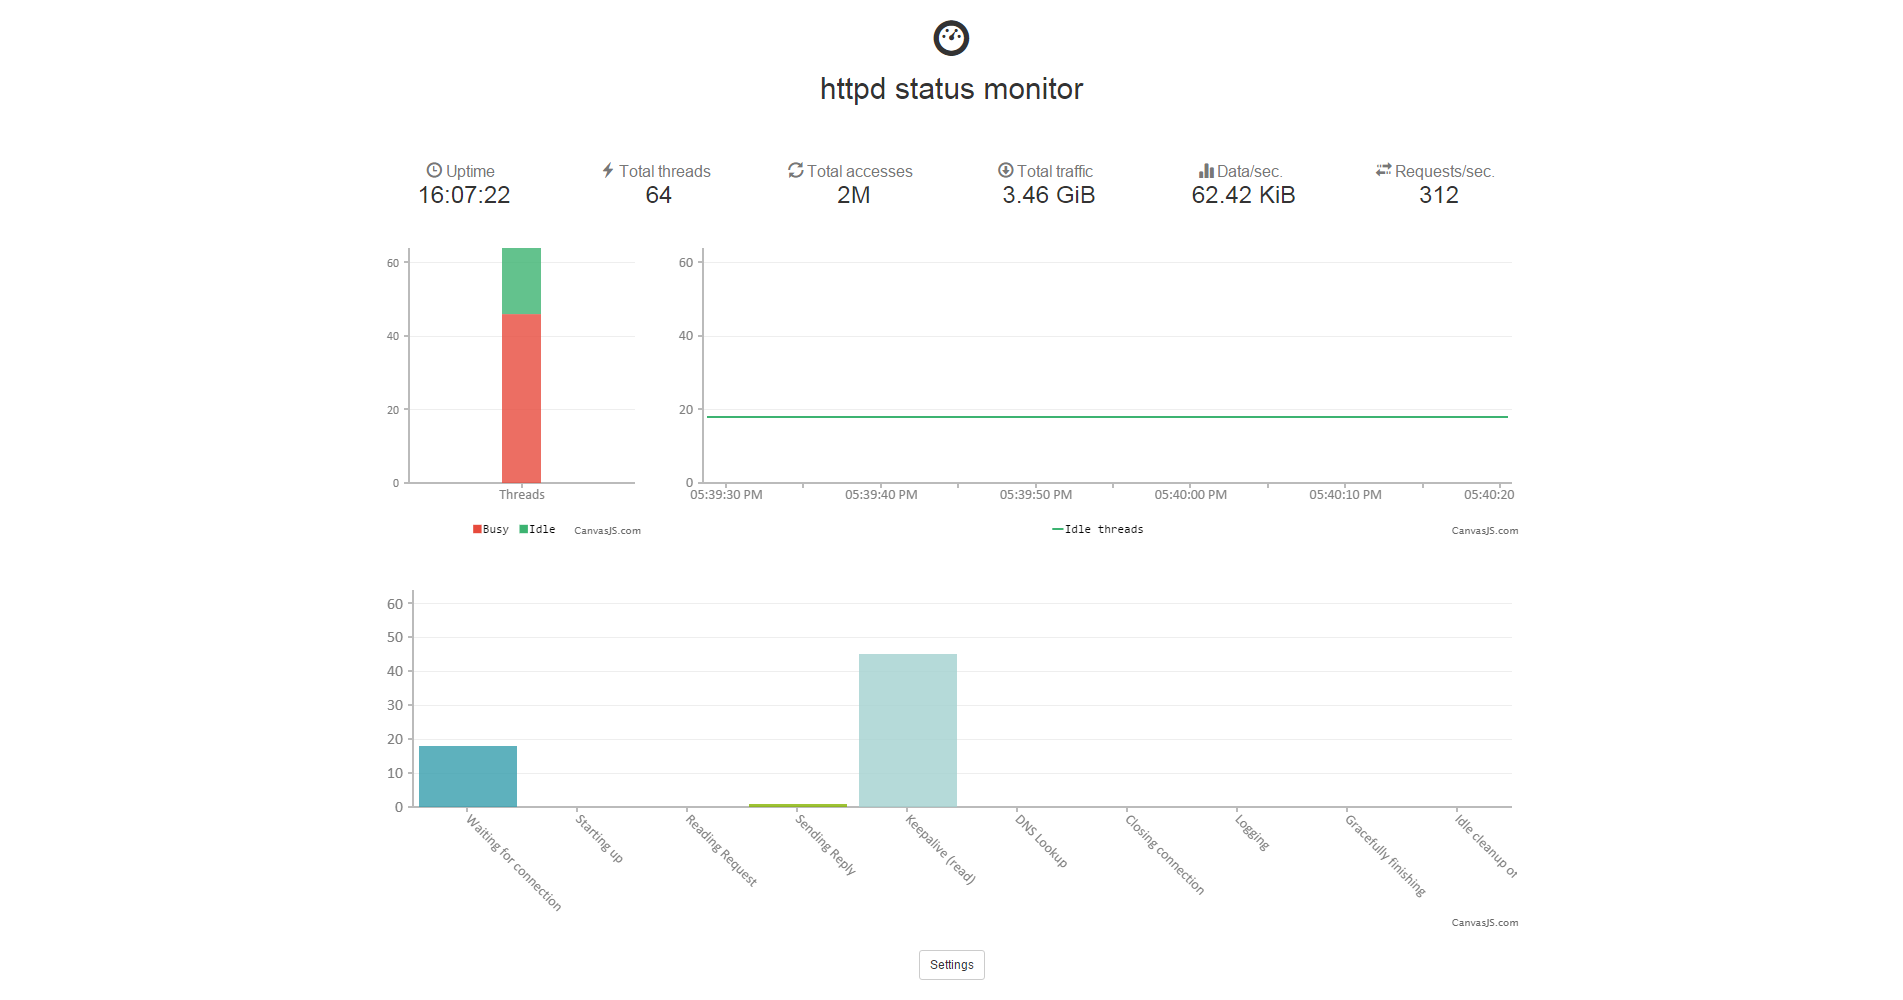 httpd status monitor
Uptime
16:07:22
Total threads
64
Total accesses
2M
Total traffic
3.46 GiB
Data/sec.
62.42 KiB
Requests/sec.
312
60
40
20
0
Threads
Busy Idle
CanvasJS.com
60
40
20
0
05:39:30 PM 05:39:40 PM 05:39:50 PM 05:40:00 PM 05:40:10 PM 05:40:20
Idle threads
CanvasJS.com
60
50
40
30
20
10
0
Waiting for connection
Starting up
Reading Request
Sending Reply
Keepalive (read)
DNS Lookup
Closing connection
Logging
Gracefully finishing
Idle cleanup
CanvasJS.com
Settings